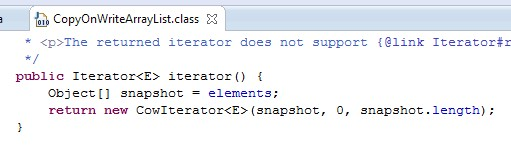 CopyOnWriteArrayList.class
* <p>The returned iterator does not support {@link Iterator#r
*/
public Iterator<E> iterator() {
Object[] snapshot = elements;
return new CowIterator<E>(snapshot, 0, snapshot.length);
}